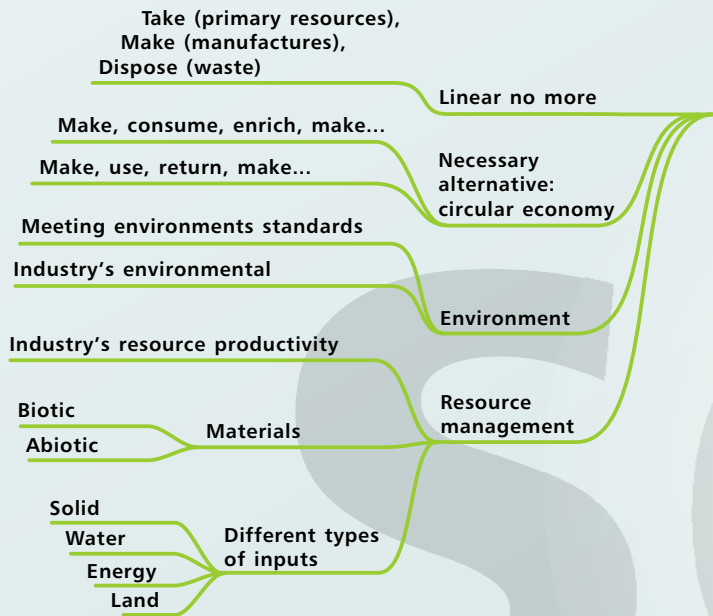 Take (primary resources),
Make (manufactures),
Dispose (waste)
Linear no more
Make, consume, enrich, make...
Make, use, return, make...
Necessary
alternative:
circular economy
Meeting environments standards
Industry's environmental
Environment
Industry's resource productivity
Resource
management
Biotic
Abiotic
Materials
Solid
Water
Energy
Land
Different types
of inputs